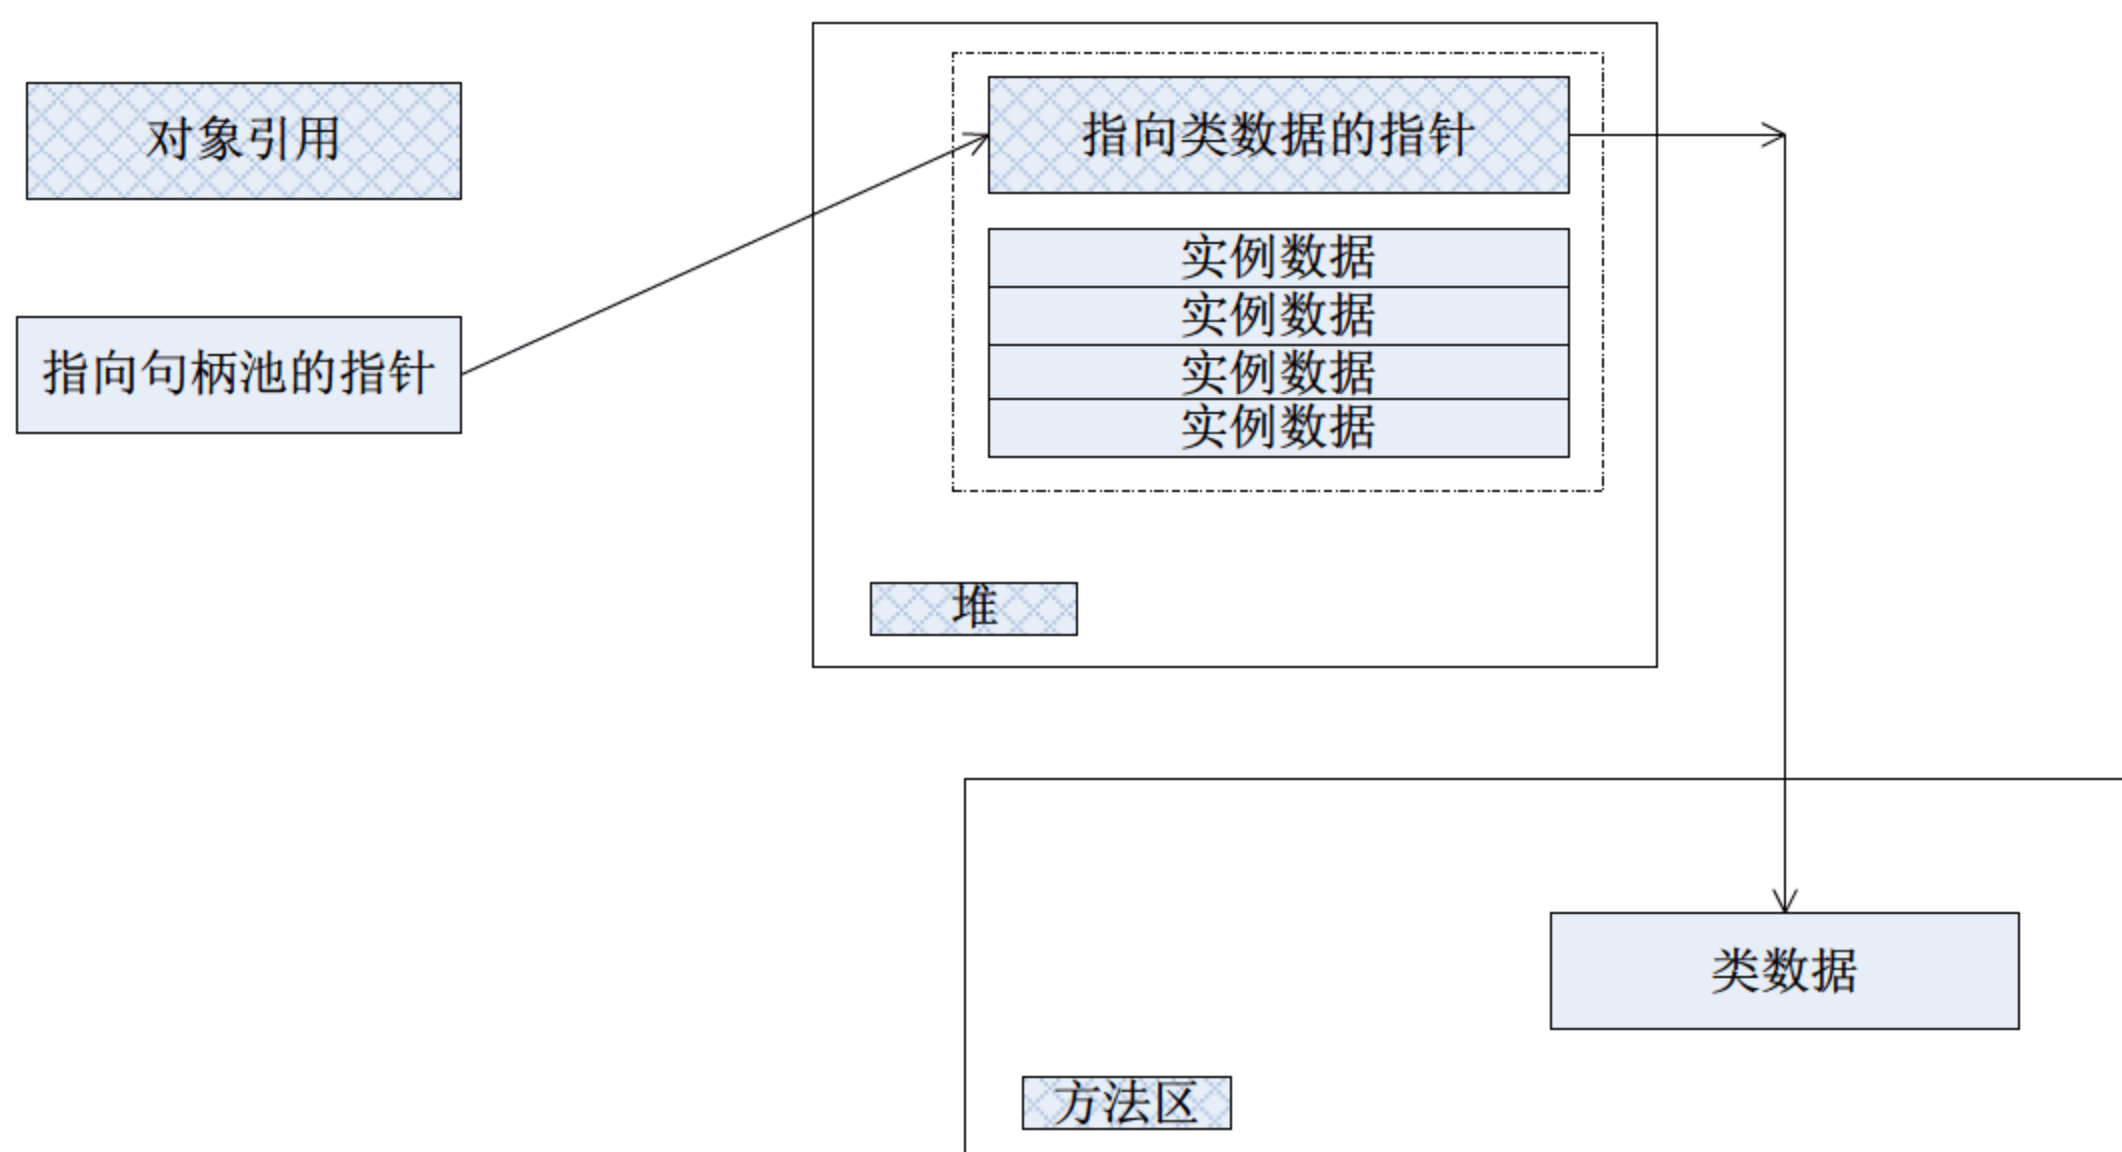 对象引用
指向句柄池的指针
指向类数据的指针
实例数据
实例数据
实例数据
实例数据
堆
类数据
方法区